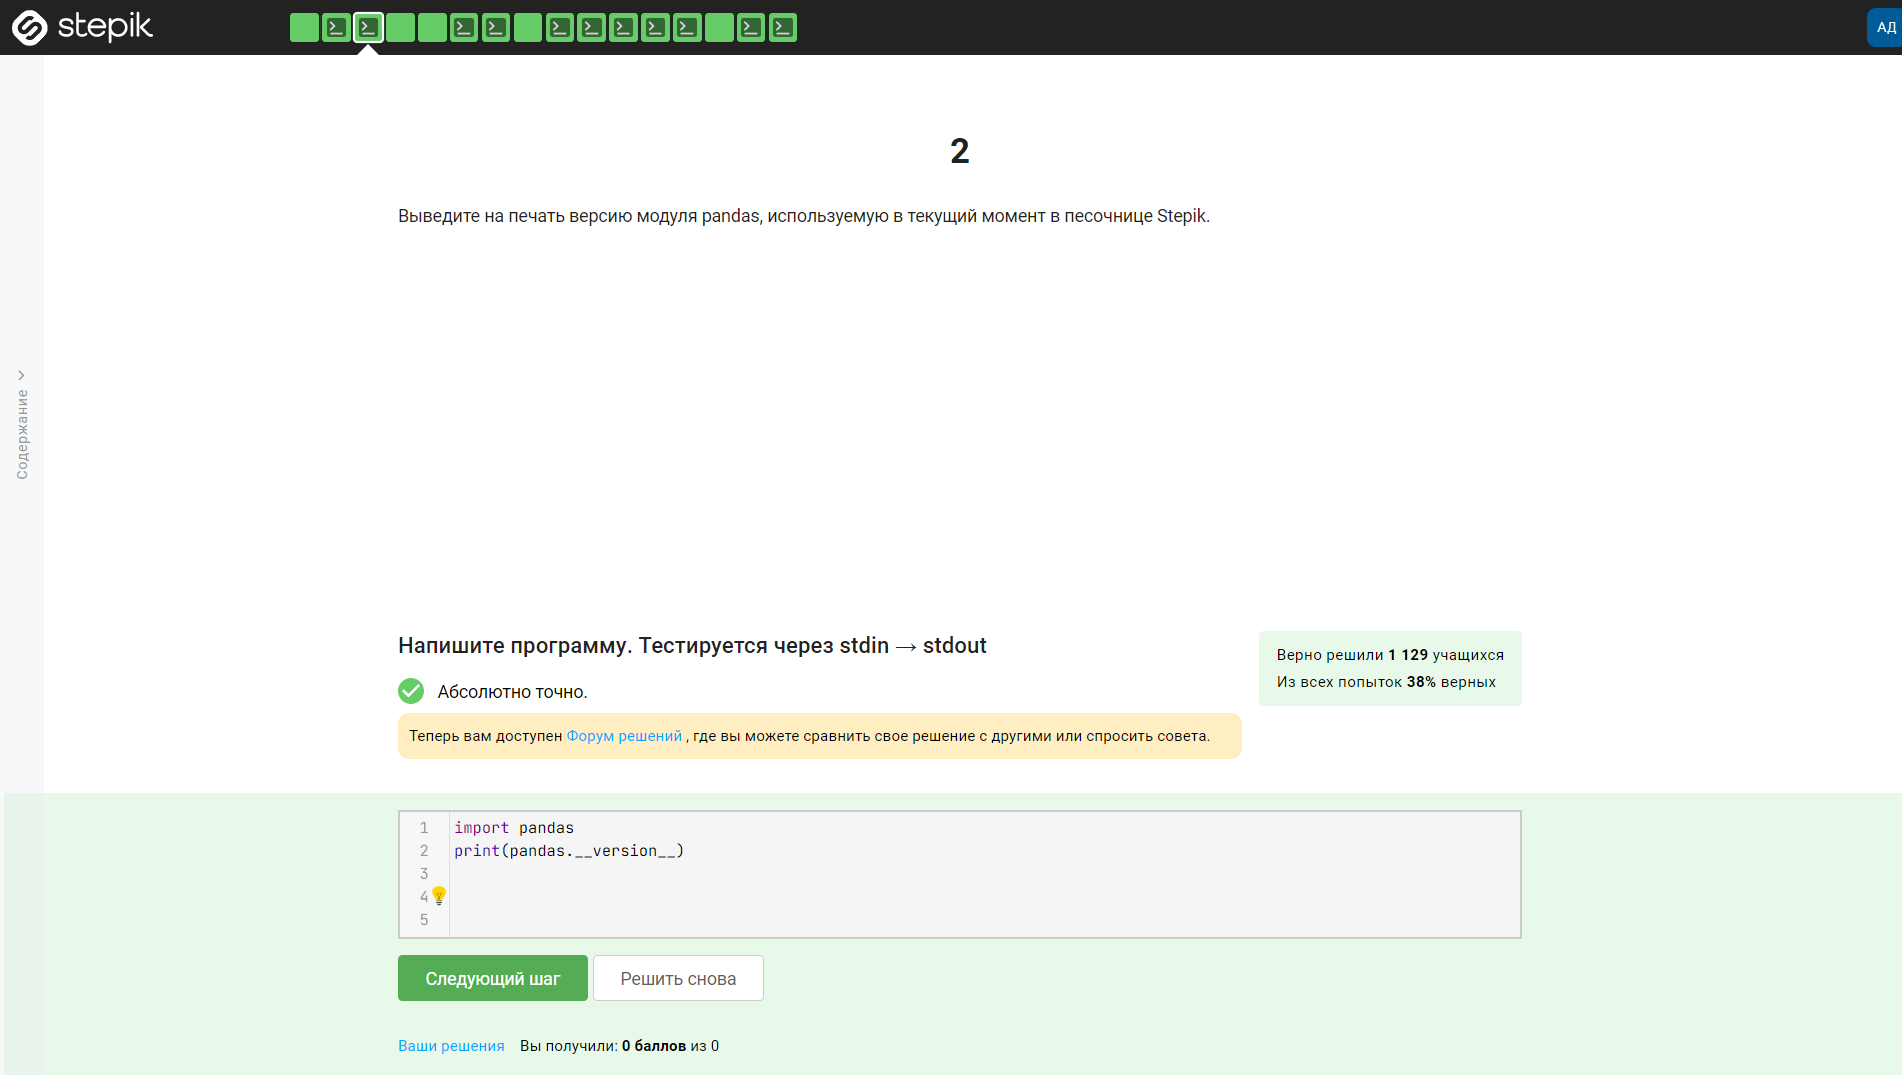 stepik
АД
Содержание
2
Выведите на печать версию модуля pandas, используемую в текущий момент в песочнице Stepik.
Напишите программу. Тестируется через stdin → stdout
Верно решили 1 129 учащихся
Из всех попыток 38% верных
Абсолютно точно.
Теперь вам доступен Форум решений , где вы можете сравнить свое решение с другими или спросить совета.
1 import pandas
2 print(pandas.__version__)
3
4
5
Следующий шаг Решить снова
Ваши решения Вы получили: 0 баллов из 0